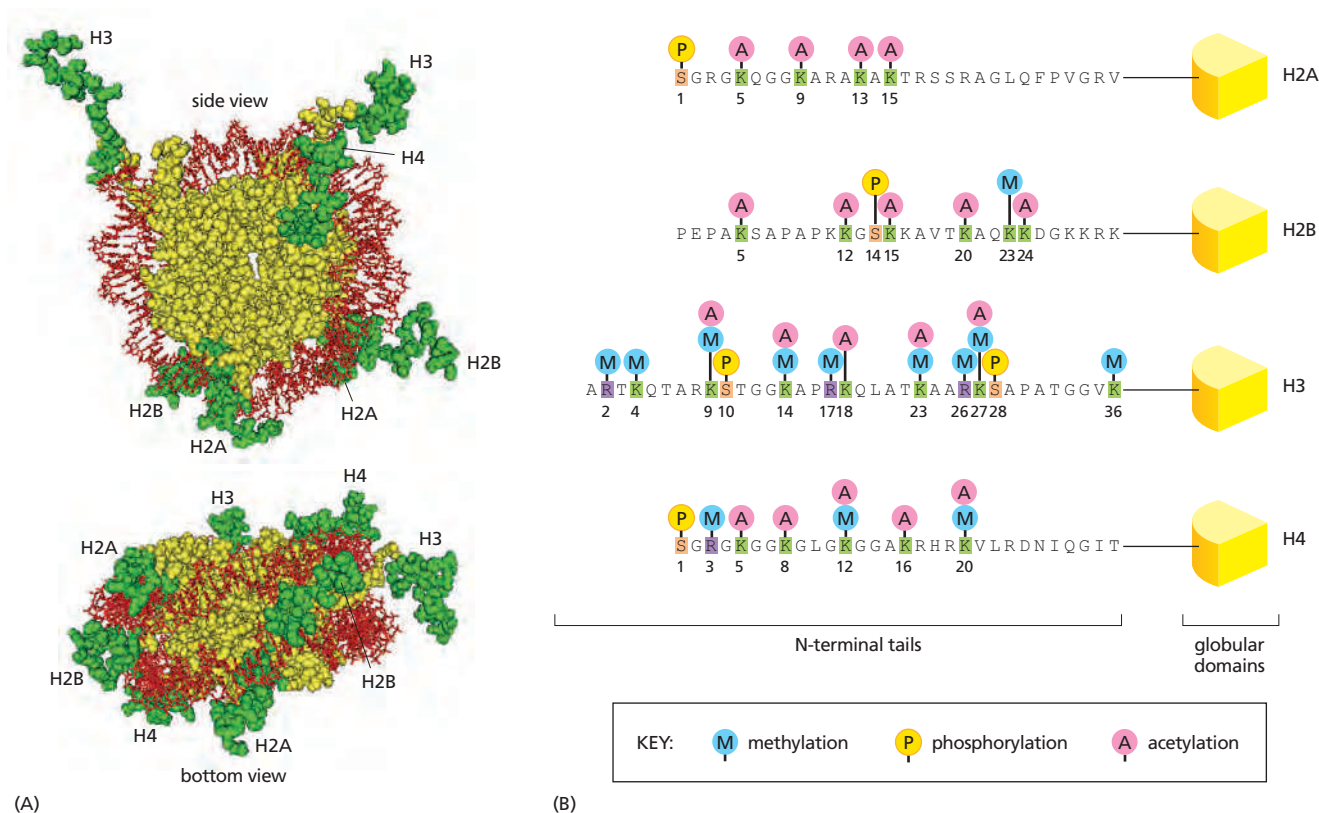 H3
H3
side view
H4
H2B
H2B
H2A
H2A
H4
H3
H2A
H3
H2B
H2B
H4
H2A
bottom view
(A)
P A A A A
S G R G K Q G G K A R A K A K T R S S R A G L Q F P V G R V
1 5 9 13 15
H2A
P M
A A A A A
P E P A K S A P A P K K G S K K A V T K A Q K K D G K K R K
5 12 14 15 20 23 24
H2B
A A
M A A A M
M M P M M M M P M
A R T K Q T A R K S T G G K A P R K Q L A T K A A R K S A P A T G G V K
2 4 9 10 14 17 18 23 26 27 28 36
H3
A A
P M A A M A M
S G R G K G G K G L G K G G A K R H R K V L R D N I Q G I T
1 3 5 8 12 16 20
H4
N-terminal tails
globular
domains
KEY: M methylation P phosphorylation A acetylation
(B)